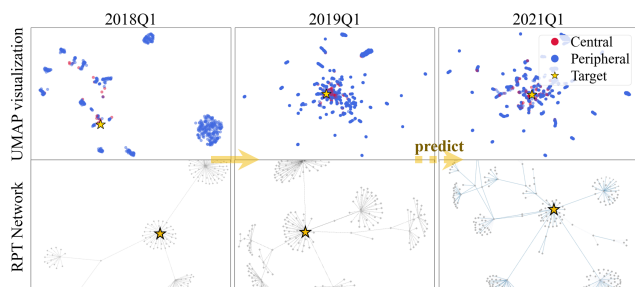 2018Q1
2019Q1
2021Q1
UMAP visualization
Central
Peripheral
Target
predict
RPT Network